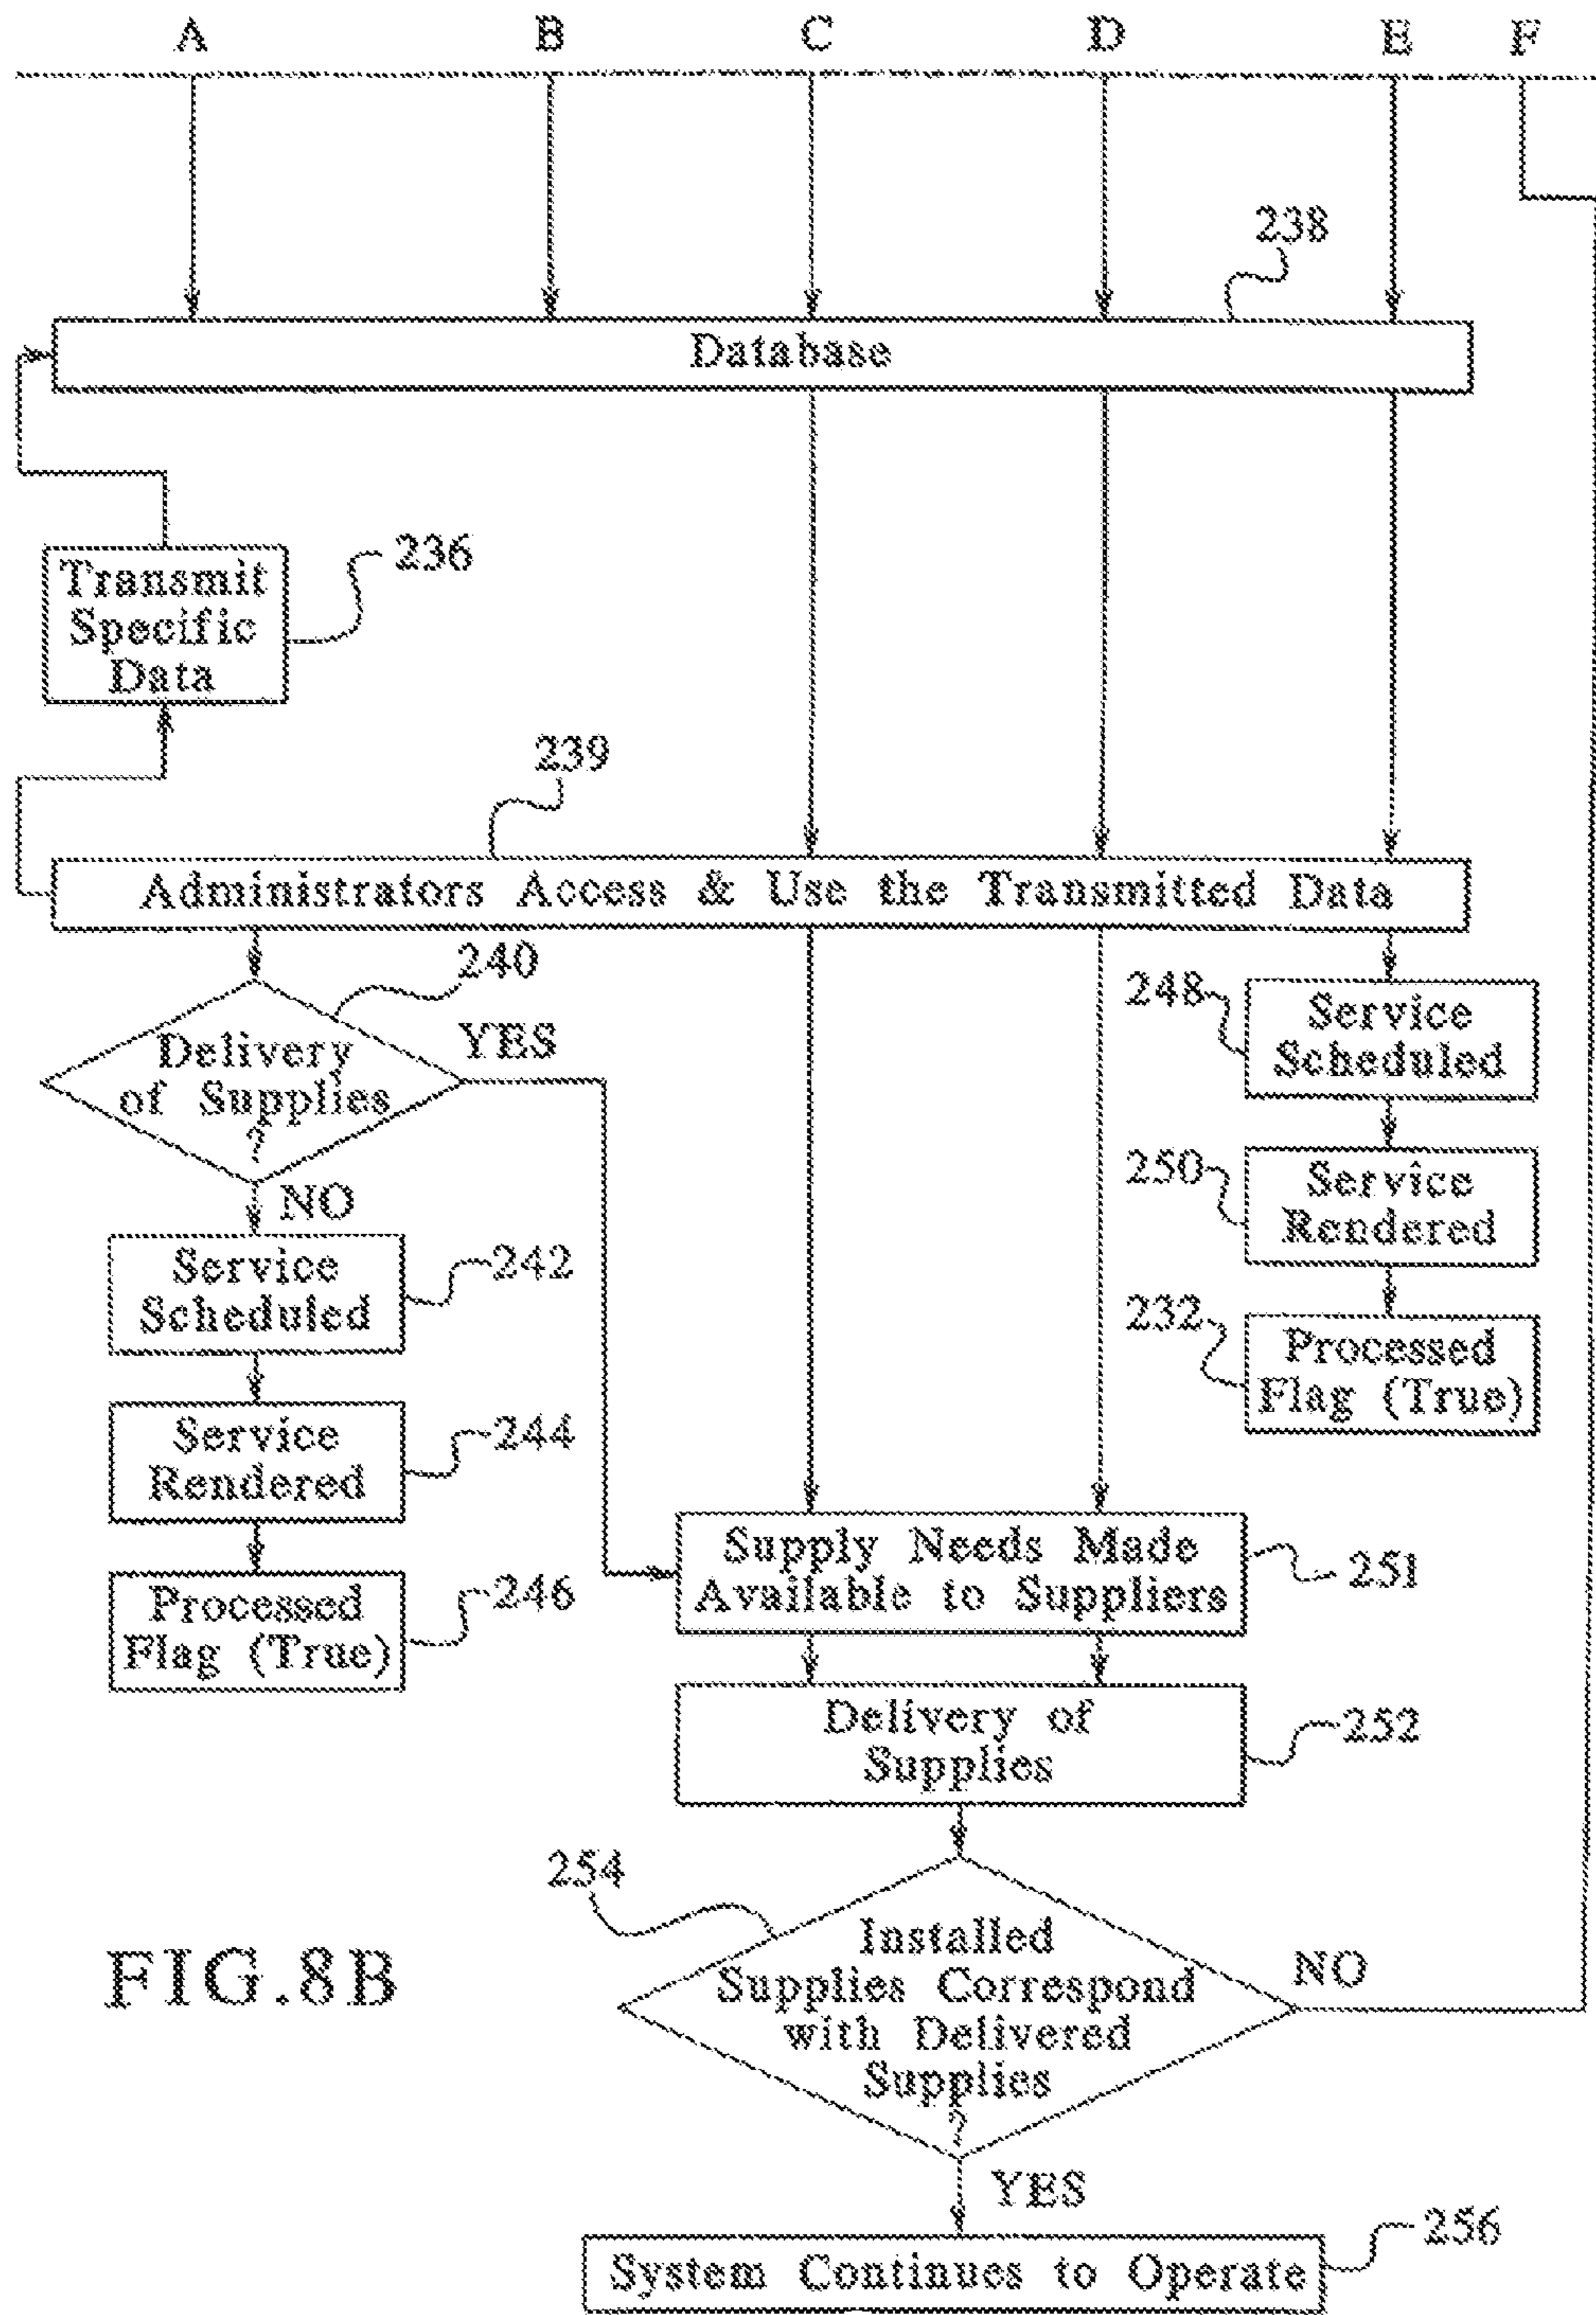 A B C D E F
238
Database
236
Transmit
Specific
Data
239
Administrators Access & Use the Transmitted Data
240
Delivery
of Supplies
?
YES
NO
248
Service
Scheduled
250
Service
Rendered
232
Processed
Flag (True)
Service
Scheduled
242
Service
Rendered
244
Processed
Flag (True)
246
Supply Needs Made
Available to Suppliers
251
Delivery of
Supplies
252
254
Installed
Supplies Correspond
with Delivered
Supplies
?
NO
YES
FIG.8B
System Continues to Operate
256